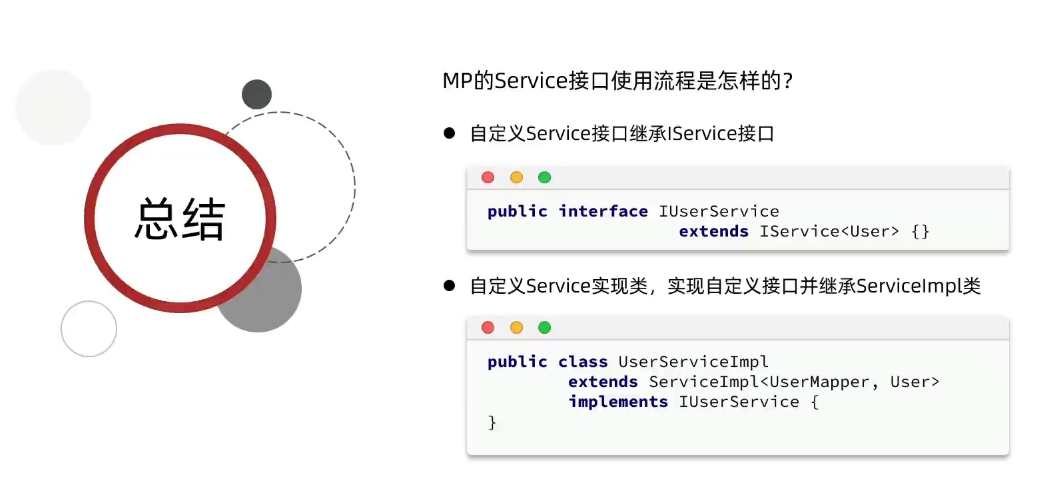 总结
MP的Service接口使用流程是怎样的？
自定义Service接口继承IService接口
public interface IUserService
extends IService<User> {}
自定义Service实现类，实现自定义接口并继承ServiceImpl类
public class UserServiceImpl
extends ServiceImpl<UserMapper, User>
implements IUserService {
}